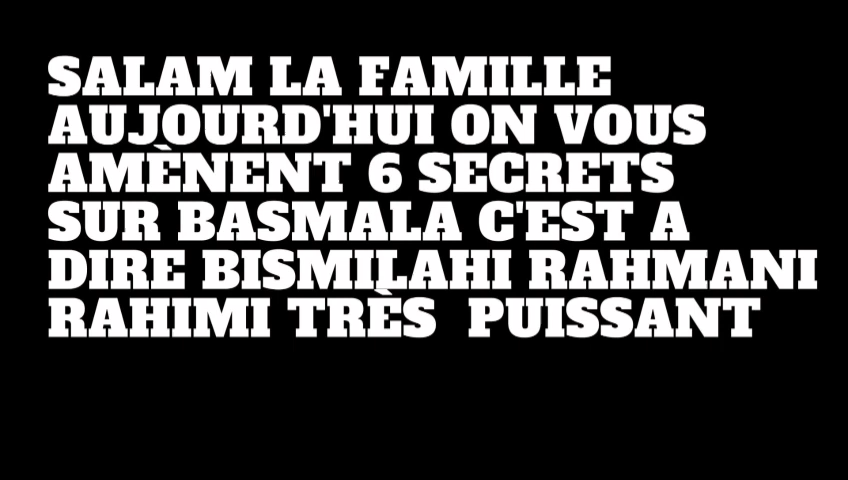 SALAM LA FAMILLE
AUJOURD'HUI ON VOUS
AMÈNENT 6 SECRETS
SUR BASMALA C'EST A
DIRE BISMILAHI RAHMANI
RAHIMI TRÈS PUISSANT